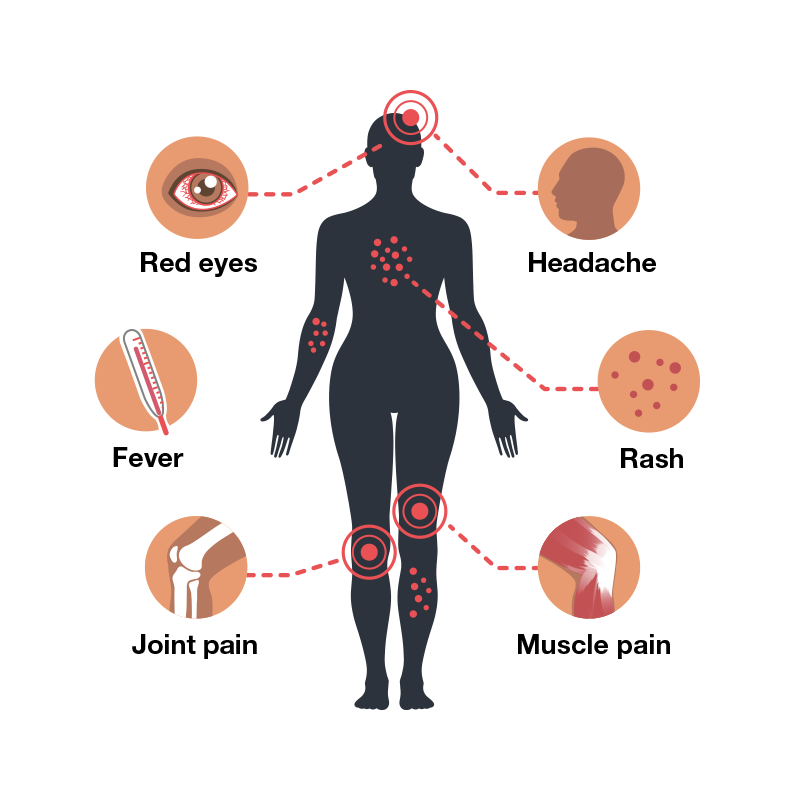 Red eyes
Headache
Fever
Rash
Joint pain
Muscle pain